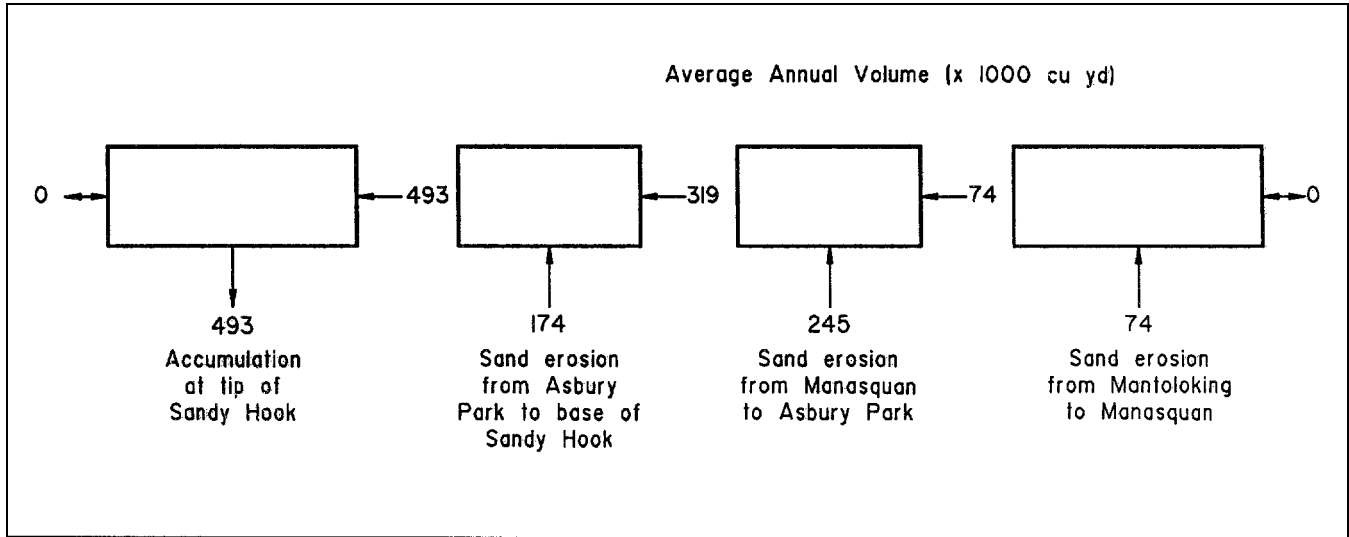 Average Annual Volume (x 1000 cu yd)
0
493
319
74
0
493
Accumulation
at tip of
Sandy Hook
174
Sand erosion
from Asbury
Park to base of
Sandy Hook
245
Sand erosion
from Manasquan
to Asbury Park
74
Sand erosion
from Mantoloking
to Manasquan